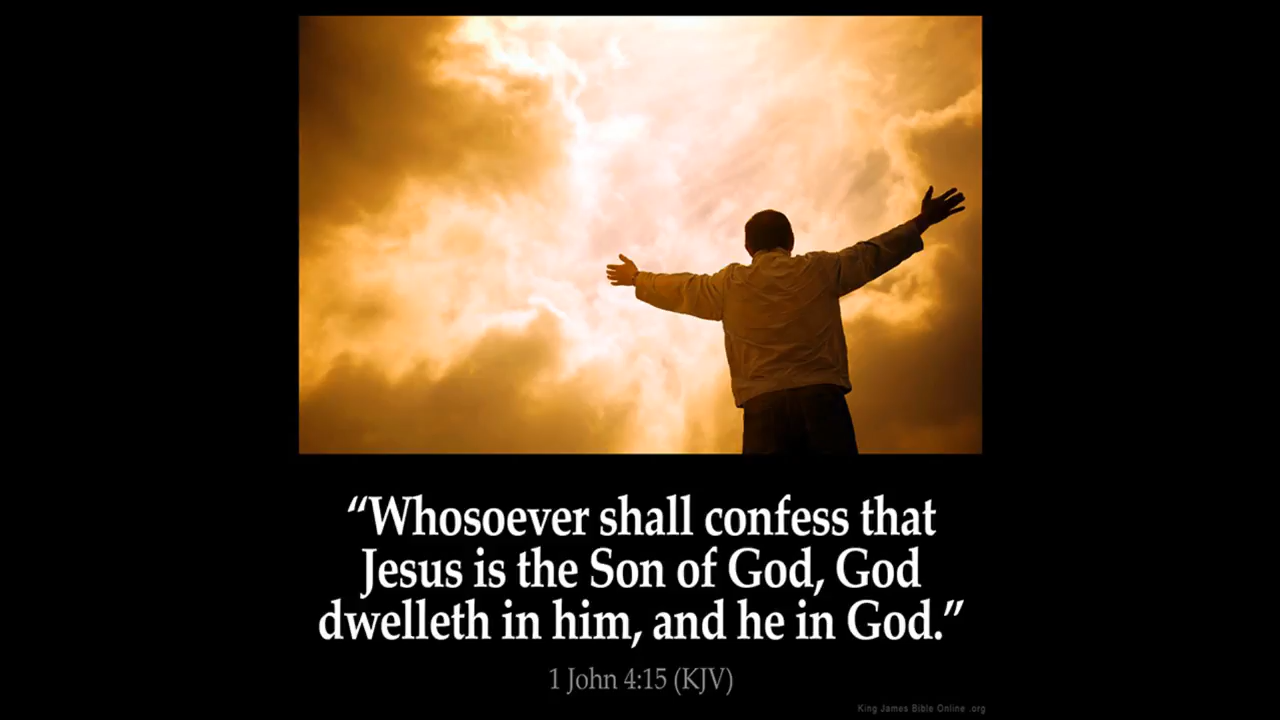 “Whosoever shall confess that
Jesus is the Son of God, God
dwelleth in him, and he in God.”
1 John 4:15 (KJV)
King James Bible Online .org